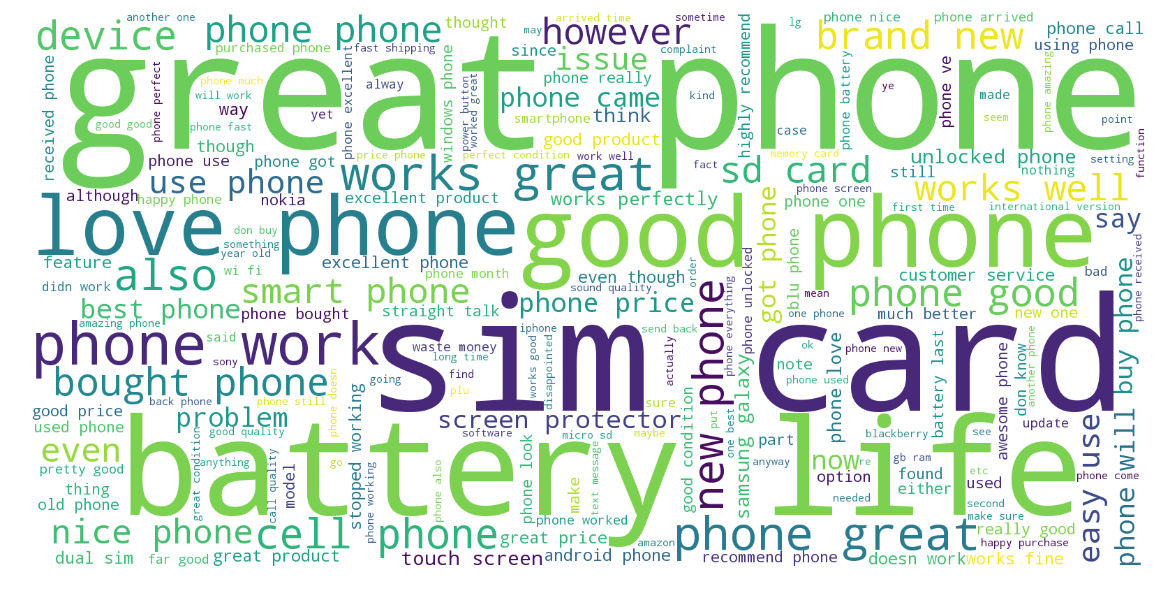 great phone
sim card
battery life
good phone
love phone
phone work
works great
phone great
new phone
cell phone
nice phone
phone phone
brand new
however
device
issue
phone came
think
good product
use phone
sd card
works well
unlocked phone
still
nothing
say
also
smart phone
best phone
phone bought
bought phone
problem
even
screen protector
phone price
phone good
got phone
blu phone
customer service
much better
bad
new one
easy use
phone will buy phone
awesome phone
don know
another phone
update
samsung galaxy
phone love
battery last
now
re
option
found
either
used
phone come
etc
see
second
make sure
really good
happy purchase
doesn work
works fine
recommend phone
amazon
android phone
touch screen
great price
phone worked
great product
far good
dual sim
old phone
thing
pretty good
used phone
good price
back phone
phone still
good quality
anything
great condition
call quality
model
go
phone doesn
stopped working
phone working
phone also
phone look
make
text message
micro sd
maybe
software
sure
good condition
put
one best
part
anyway
needed
blackberry
gb ram
phone used
note
ok
phone new
one phone
mean
phone everything
phone unlocked
order
sound quality
even though
phone month
straight talk
send back
iphone
works good
disappointed
actually
waste money
long time
find
plu
going
sony
said
amazing phone
didn work
feature
wi fi
something
year old
don buy
excellent phone
excellent product
works perfectly
happy phone
nokia
although
phone use
phone got
though
phone fast
good good
yet
way
will work
phone much
phone perfect
received phone
purchased phone
another one
fast shipping
phone excellent
alway
price phone
perfect condition
work well
windows phone
power button
worked great
smartphone
thought
arrived time
may
sometime
since
complaint
phone really
kind
fact
highly recommend
memory card
case
phone battery
lg
phone nice
phone arrived
phone call
using phone
phone ve
ye
made
seem
phone amazing
point
function
setting
phone screen
phone one
first time
international version
phone received